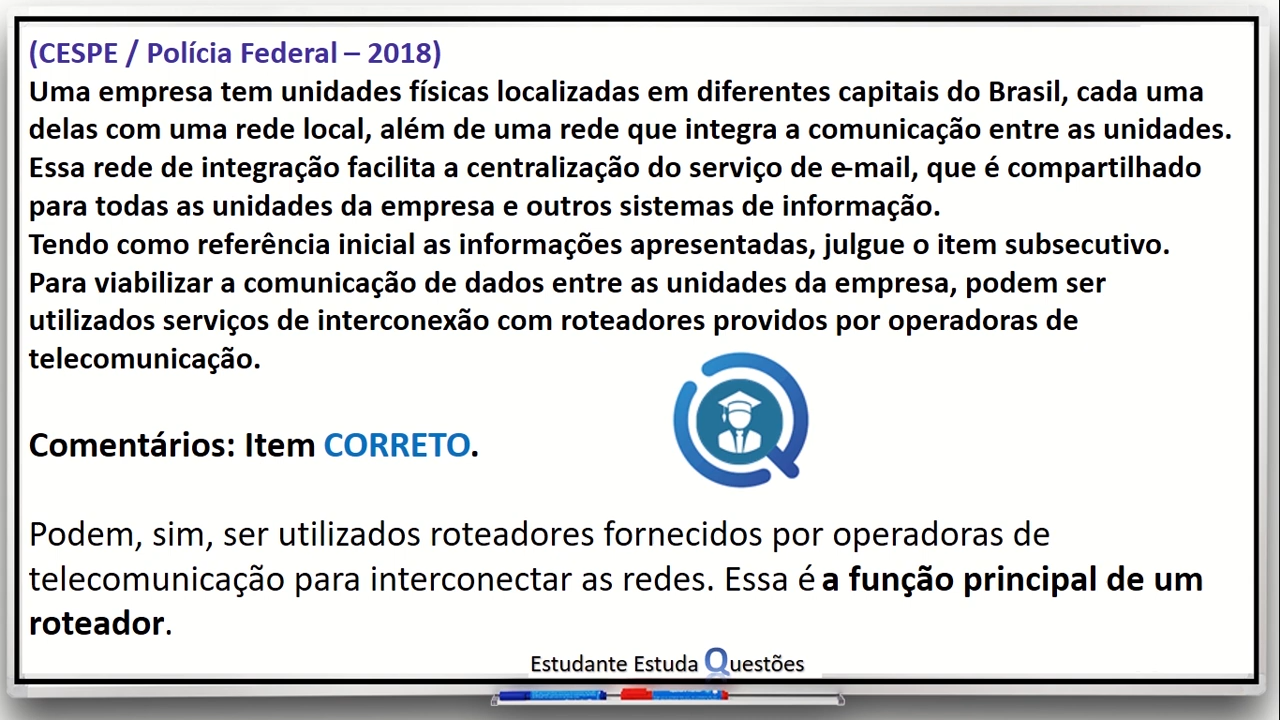 (CESPE / Polícia Federal – 2018)
Uma empresa tem unidades físicas localizadas em diferentes capitais do Brasil, cada uma
delas com uma rede local, além de uma rede que integra a comunicação entre as unidades.
Essa rede de integração facilita a centralização do serviço de e-mail, que é compartilhado
para todas as unidades da empresa e outros sistemas de informação.
Tendo como referência inicial as informações apresentadas, julgue o item subsecutivo.
Para viabilizar a comunicação de dados entre as unidades da empresa, podem ser
utilizados serviços de interconexão com roteadores providos por operadoras de
telecomunicação.
Comentários: Item CORRETO.
Podem, sim, ser utilizados roteadores fornecidos por operadoras de
telecomunicação para interconectar as redes. Essa é a função principal de um
roteador.
Estudante Estuda Questões